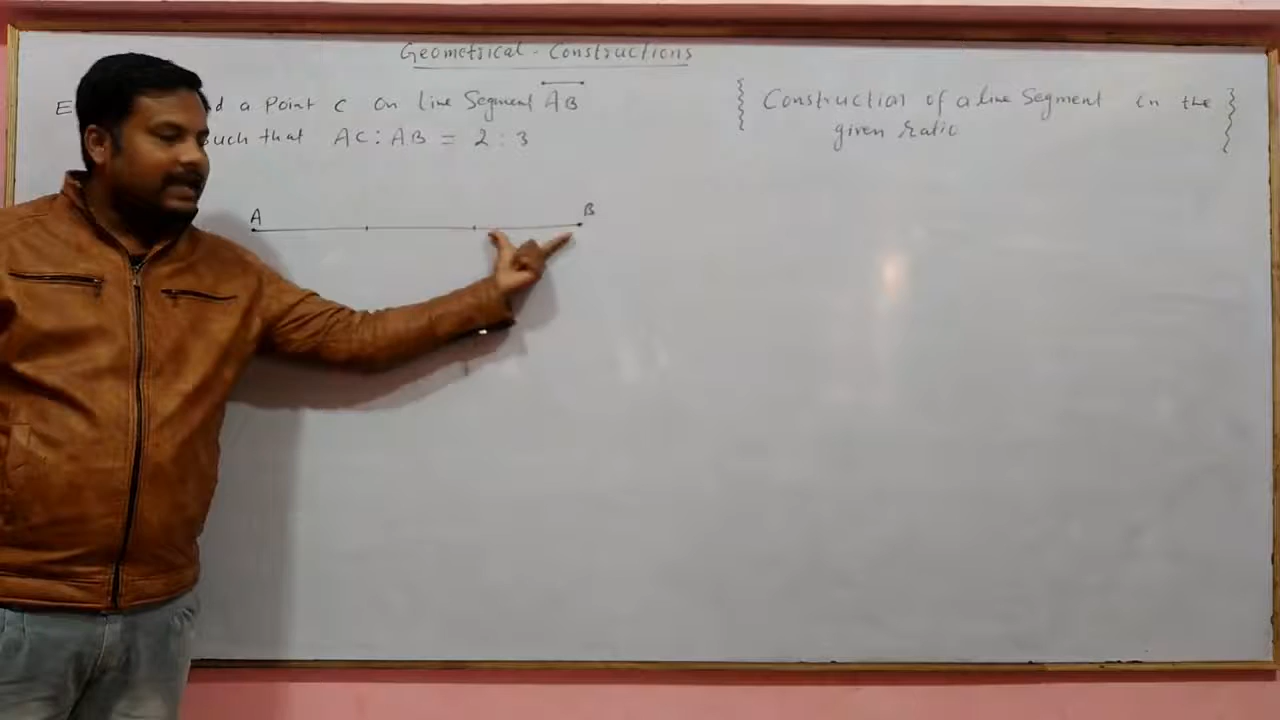 Geometrical - Constructions
a Point C on line Segment AB
such that AC : AB = 2 : 3
{ Construction of a line Segment in the }
given ratio
A B